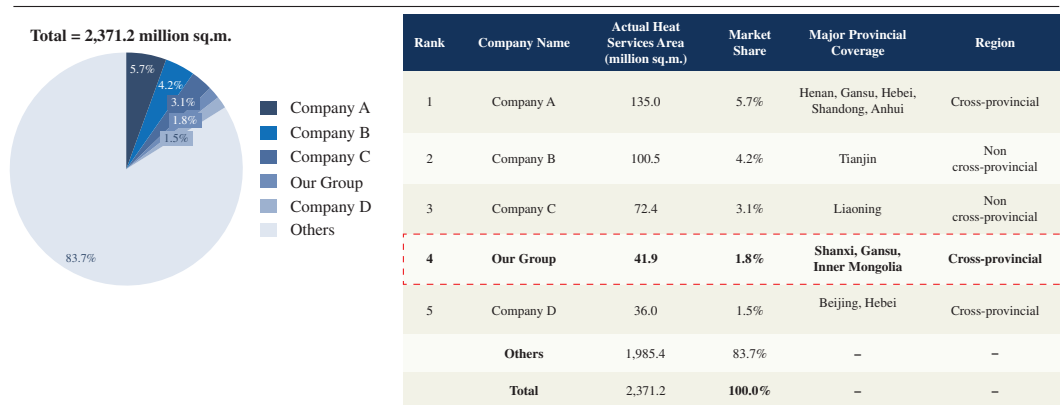 Total = 2,371.2 million sq.m.
5.7%
4.2%
3.1%
1.8%
1.5%
83.7%
Company A
Company B
Company C
Our Group
Company D
Others
Rank
Company Name
Actual Heat
Services Area
(million sq.m.)
Market
Share
Major Provincial
Coverage
Region
1
Company A
135.0
5.7%
Henan, Gansu, Hebei,
Shandong, Anhui
Cross-provincial
2
Company B
100.5
4.2%
Tianjin
Non
cross-provincial
3
Company C
72.4
3.1%
Liaoning
Non
cross-provincial
4
Our Group
41.9
1.8%
Shanxi, Gansu,
Inner Mongolia
Cross-provincial
5
Company D
36.0
1.5%
Beijing, Hebei
Cross-provincial
Others
1,985.4
83.7%
–
–
Total
2,371.2
100.0%
–
–